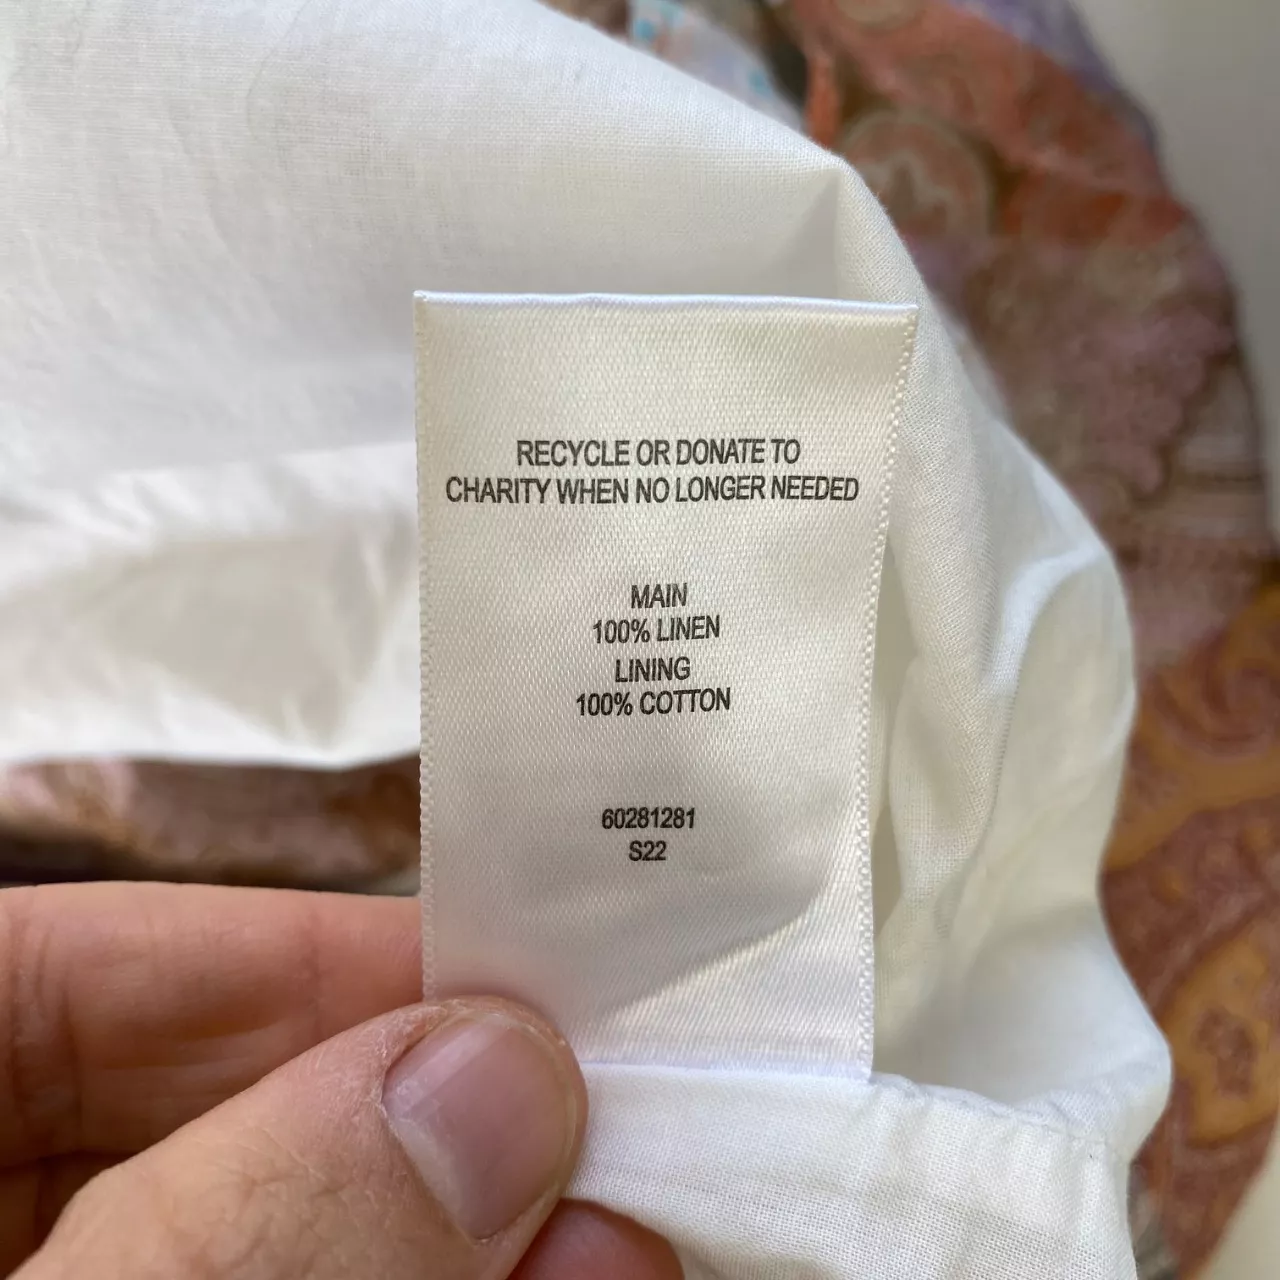 RECYCLE OR DONATE TO
CHARITY WHEN NO LONGER NEEDED
MAIN
100% LINEN
LINING
100% COTTON
60281281
S22